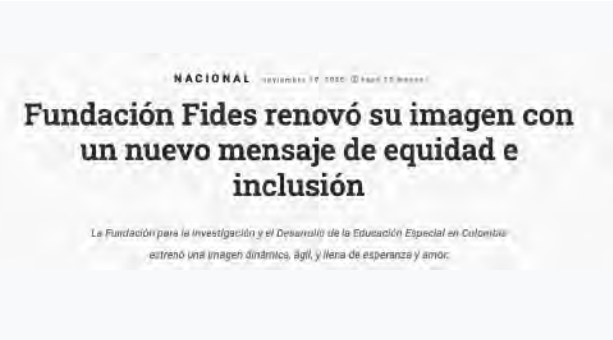 NACIONAL noviembre
Fundación Fides renovó su imagen con
un nuevo mensaje de equidad e
inclusión
La Fundación para la Investigación y el Desarrollo de la Educación Especial en Colombia
estrenó una imagen dinámica, ágil, y llena de esperanza y amor.